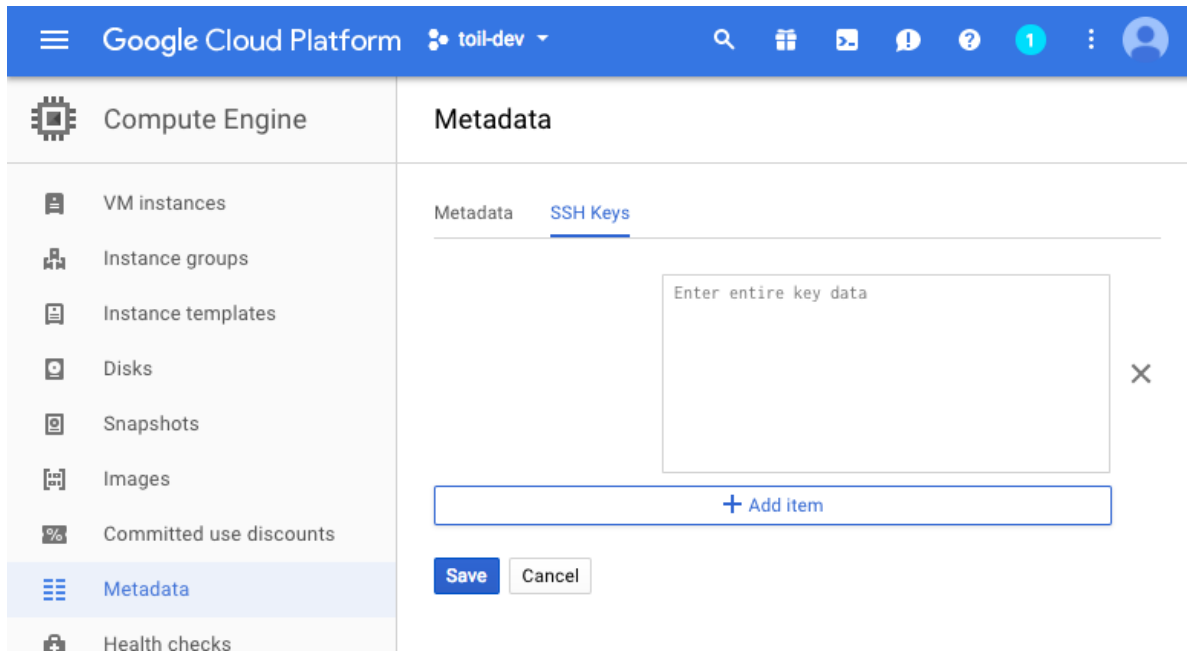 Google Cloud Platform toil-dev 1
Compute Engine
Metadata
VM instances
Instance groups
Instance templates
Disks
Snapshots
Images
Committed use discounts
Metadata
Health checks
Metadata SSH Keys
Enter entire key data
+ Add item
Save Cancel